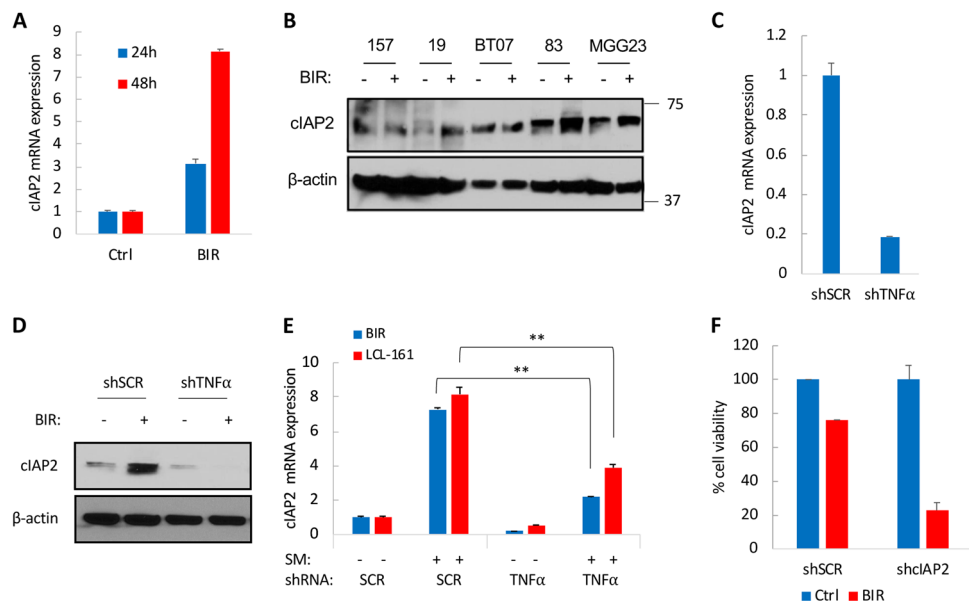 A
cIAP2 mRNA expression
9
8
7
6
5
4
3
2
1
0
24h
48h
Ctrl BIR
B
157 19 BT07 83 MGG23
BIR: - + - + - + - + - +
cIAP2
75
β-actin
37
C
cIAP2 mRNA expression
1.2
1
0.8
0.6
0.4
0.2
0
shSCR shTNFα
D
shSCR shTNFα
BIR: - + - +
cIAP2
β-actin
E
BIR
LCL-161
cIAP2 mRNA expression
10
8
6
4
2
0
**
**
SM: - - + + - - + +
shRNA: SCR SCR TNFα TNFα
F
% cell viability
120
100
80
60
40
20
0
shSCR shcIAP2
Ctrl BIR